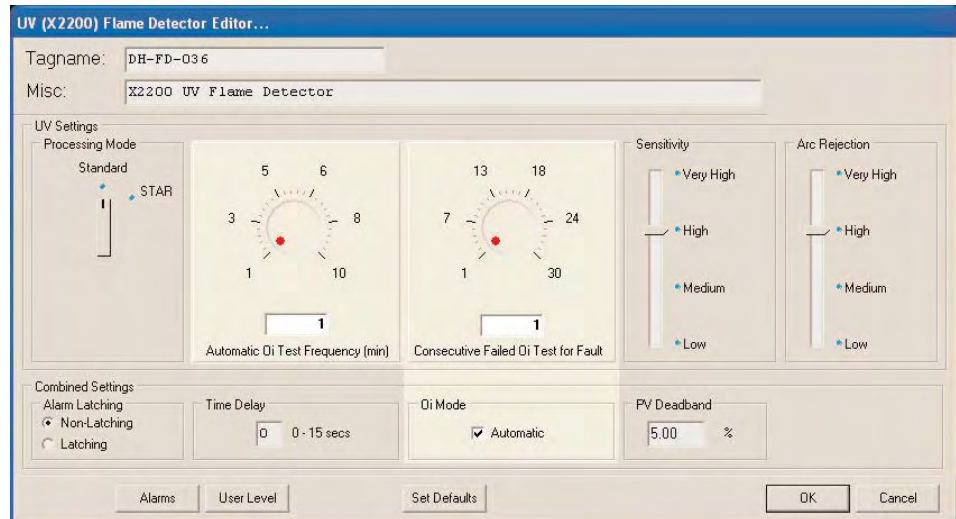 UV (X2200) Flame Detector Editor...
Tagname: DH-FD-036
Misc: X2200 UV Flame Detector
UV Settings
Processing Mode
Standard
STAR
5 6
3 8
1 10
1
Automatic Oi Test Frequency (min)
13 18
7 24
1 30
1
Consecutive Failed Oi Test for Fault
Sensitivity
Very High
High
Medium
Low
Arc Rejection
Very High
High
Medium
Low
Combined Settings
Alarm Latching
Non-Latching
Latching
Time Delay
0 0 - 15 secs
Oi Mode
Automatic
PV Deadband
5.00 %
Alarms User Level Set Defaults OK Cancel